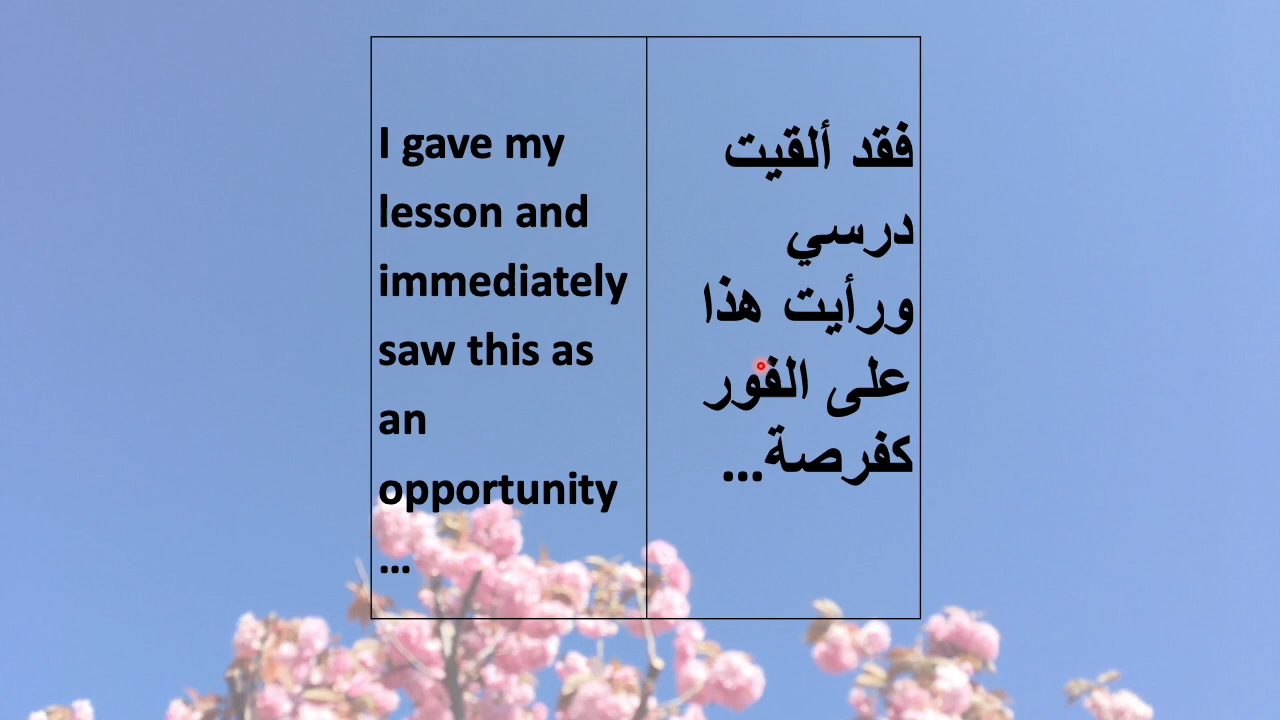 I gave my
lesson and
immediately
saw this as
an
opportunity
...
فقد ألقيت
درسي
ورأيت هذا
على الفور
كفرصة...